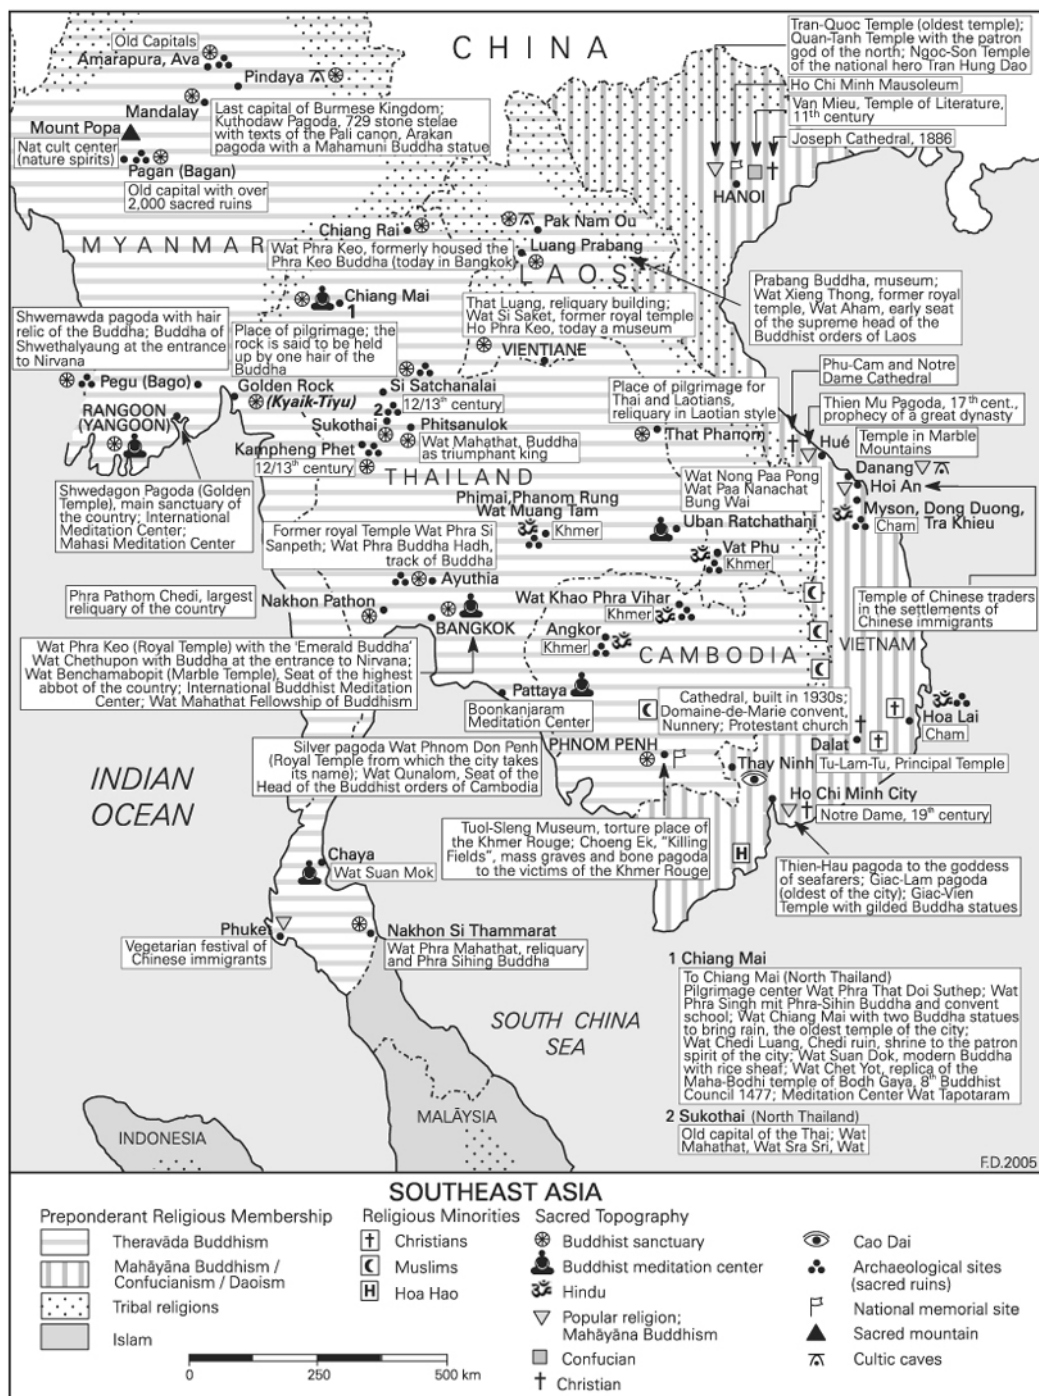 CHINA
Tran-Quoc Temple (oldest temple);
Quan-Tanh Temple with the patron
god of the north; Ngoc-Son Temple
of the national hero Tran Hung Dao
Ho Chi Minh Mausoleum
Van Mieu, Temple of Literature,
11th century
Joseph Cathedral, 1886
HANOI
Old Capitals
Amarapura, Ava
Pindaya
Mandalay
Last capital of Burmese Kingdom;
Kuthodaw Pagoda, 729 stone stelae
with texts of the Pali canon, Arakan
pagoda with a Mahamuni Buddha statue
Mount Popa
Nat cult center
(nature spirits)
Pagan (Bagan)
Old capital with over
2,000 sacred ruins
MYANMAR
Chiang Rai
Wat Phra Keo, formerly housed the
Phra Keo Buddha (today in Bangkok)
Pak Nam Ou
Luang Prabang
LAOS
Prabang Buddha, museum;
Wat Xieng Thong, former royal
temple, Wat Aham, early seat
of the supreme head of the
Buddhist orders of Laos
Chiang Mai
1
That Luang, reliquary building;
Wat Si Saket, former royal temple
Ho Phra Keo, today a museum
VIENTIANE
Shwemawda pagoda with hair
relic of the Buddha; Buddha of
Shwethalyaung at the entrance
to Nirvana
Place of pilgrimage; the
rock is said to be held
up by one hair of the
Buddha
Pegu (Bago)
Golden Rock
(Kyaik-Tiyu)
RANGOON
(YANGOON)
Si Satchanalai
12/13th century
2
Sukothai
Phitsanulok
Wat Mahathat, Buddha
as triumphant king
Kampheng Phet
12/13th century
Place of pilgrimage for
Thai and Laotians,
reliquary in Laotian style
That Phanom
Phu-Cam and Notre
Dame Cathedral
Thien Mu Pagoda, 17th cent.,
prophecy of a great dynasty
Hué
Temple in Marble
Mountains
Danang
Hoi An
Myson, Dong Duong,
Cham
Tra Khieu
THAILAND
Shwedagon Pagoda (Golden
Temple), main sanctuary of
the country; International
Meditation Center;
Mahasi Meditation Center
Phimai,Phanom Rung
Wat Muang Tam
Khmer
Wat Nong Paa Pong
Wat Paa Nanachat
Bung Wai
Uban Ratchathani
Former royal Temple Wat Phra Si
Sanpeth; Wat Phra Buddha Hadh,
track of Buddha
Ayuthia
Vat Phu
Khmer
Phra Pathom Chedi, largest
reliquary of the country
Nakhon Pathon
BANGKOK
Wat Khao Phra Vihar
Khmer
Angkor
Khmer
CAMBODIA
VIETNAM
Temple of Chinese traders
in the settlements of
Chinese immigrants
Wat Phra Keo (Royal Temple) with the 'Emerald Buddha'
Wat Chethupon with Buddha at the entrance to Nirvana;
Wat Benchamabopit (Marble Temple), Seat of the highest
abbot of the country; International Buddhist Meditation
Center; Wat Mahathat Fellowship of Buddhism
Pattaya
Boonkanjaram
Meditation Center
Cathedral, built in 1930s;
Domaine-de-Marie convent,
Nunnery; Protestant church
Hoa Lai
Cham
Dalat
Silver pagoda Wat Phnom Don Penh
(Royal Temple from which the city takes
its name); Wat Qunalom, Seat of the
Head of the Buddhist orders of Cambodia
PHNOM PENH
Thay Ninh
Tu-Lam-Tu, Principal Temple
Ho Chi Minh City
Notre Dame, 19th century
INDIAN
OCEAN
Tuol-Sleng Museum, torture place of
the Khmer Rouge; Choeng Ek, "Killing
Fields", mass graves and bone pagoda
to the victims of the Khmer Rouge
H
Thien-Hau pagoda to the goddess
of seafarers; Giac-Lam pagoda
(oldest of the city); Giac-Vien
Temple with gilded Buddha statues
Chaya
Wat Suan Mok
Phuket
Vegetarian festival of
Chinese immigrants
Nakhon Si Thammarat
Wat Phra Mahathat, reliquary
and Phra Sihing Buddha
SOUTH CHINA
SEA
1 Chiang Mai
To Chiang Mai (North Thailand)
Pilgrimage center Wat Phra That Doi Suthep; Wat
Phra Singh mit Phra-Sihin Buddha and convent
school; Wat Chiang Mai with two Buddha statues
to bring rain, the oldest temple of the city;
Wat Chedi Luang, Chedi ruin, shrine to the patron
spirit of the city; Wat Suan Dok, modern Buddha
with rice sheaf; Wat Chet Yot, replica of the
Maha-Bodhi temple of Bodh Gaya, 8th Buddhist
Council 1477; Meditation Center Wat Tapotaram
2 Sukothai (North Thailand)
Old capital of the Thai; Wat
Mahathat, Wat Sra Sri, Wat
INDONESIA
MALĀYSIA
F.D.2005
SOUTHEAST ASIA
Preponderant Religious Membership
Theravāda Buddhism
Mahāyāna Buddhism /
Confucianism / Daoism
Tribal religions
Islam
Religious Minorities
Christians
Muslims
H Hoa Hao
Sacred Topography
Buddhist sanctuary
Buddhist meditation center
Hindu
Popular religion;
Mahāyāna Buddhism
Confucian
Christian
Cao Dai
Archaeological sites
(sacred ruins)
National memorial site
Sacred mountain
Cultic caves
0 250 500 km